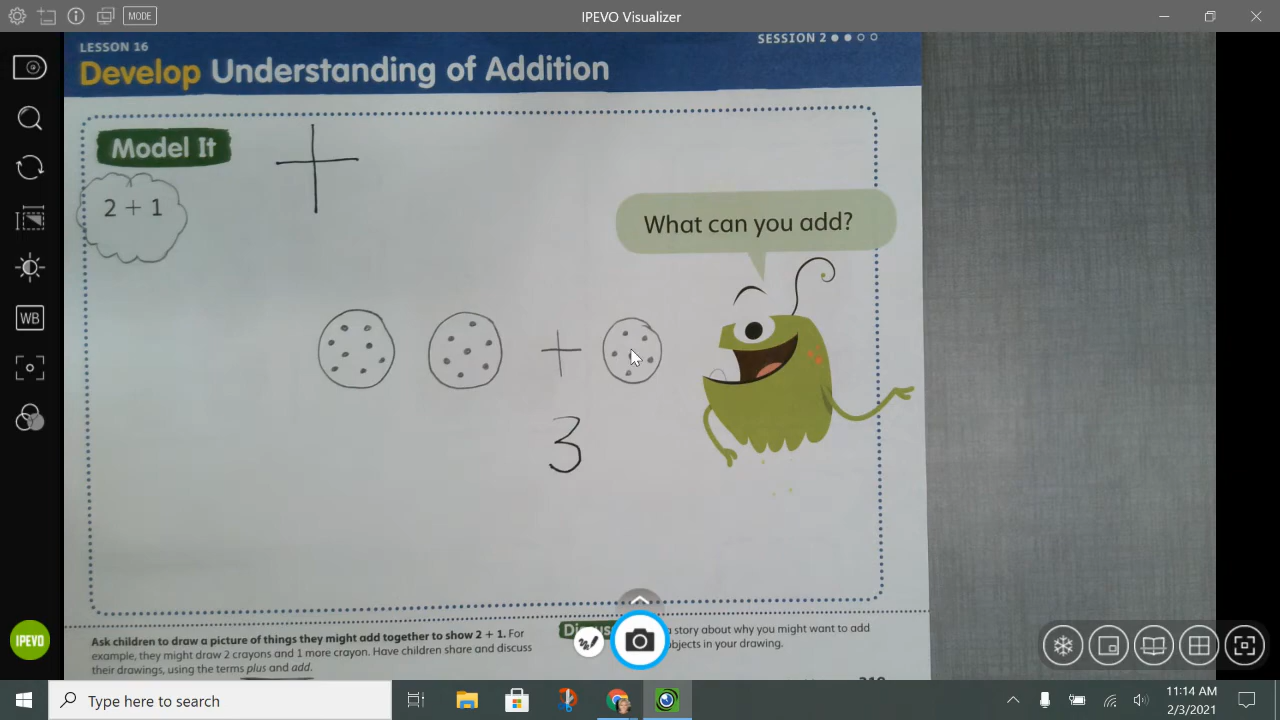 MODE
IPEVO Visualizer
LESSON 16
SESSION 2
Develop Understanding of Addition
Model It
+
2 + 1
What can you add?
+
3
WB
IPEVO
Ask children to draw a picture of things they might add together to show 2 + 1. For
example, they might draw 2 crayons and 1 more crayon. Have children share and discuss
their drawings, using the terms plus and add.
a story about why you might want to add
objects in your drawing.
Type here to search
11:14 AM
2/3/2021